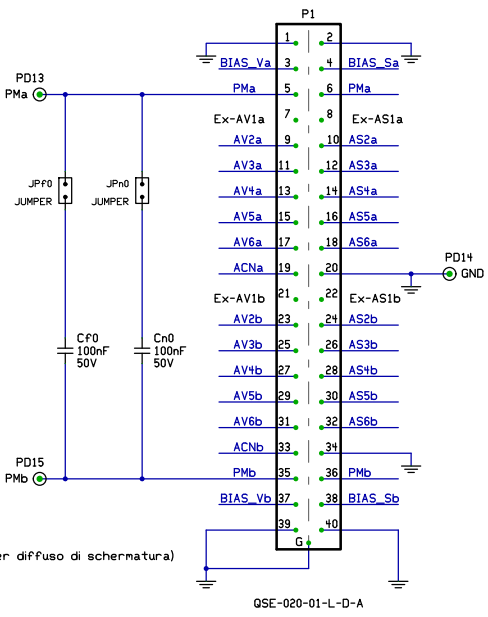 P1
1 2
BIAS_Va 3 4 BIAS_Sa
PD13
PMa PMa 5 6 PMa
Ex-AV1a 7 8 Ex-AS1a
AV2a 9 10 AS2a
AV3a 11 12 AS3a
JPf0 JPn0
JUMPER JUMPER
AV4a 13 14 AS4a
AV5a 15 16 AS5a
AV6a 17 18 AS6a
PD14
ACNa 19 20 GND
Ex-AV1b 21 22 Ex-AS1b
AV2b 23 24 AS2b
Cf0 Cn0
100nF 100nF
50V 50V
AV3b 25 26 AS3b
AV4b 27 28 AS4b
AV5b 29 30 AS5b
AV6b 31 32 AS6b
ACNb 33 34
PD15
PMb PMb 35 36 PMb
BIAS_Vb 37 38 BIAS_Sb
39 40
G
er diffuso di schermatura)
QSE-020-01-L-D-A